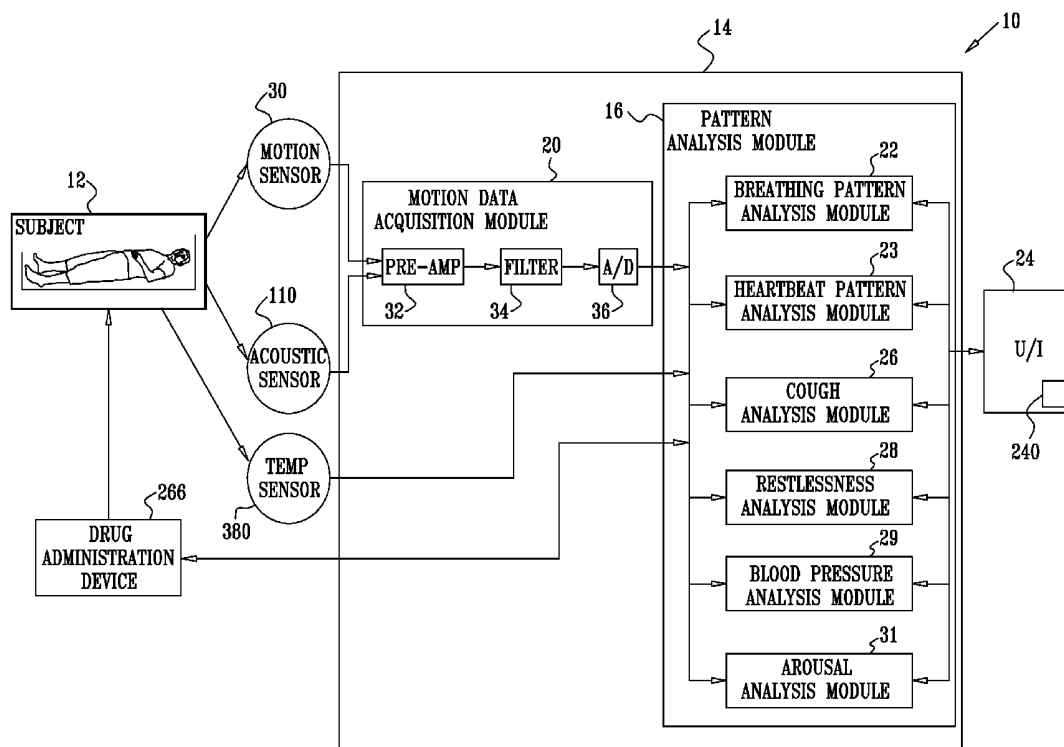 14
10
30
MOTION
SENSOR
16
PATTERN
ANALYSIS MODULE
20
22
12
MOTION DATA
ACQUISITION MODULE
BREATHING PATTERN
ANALYSIS MODULE
SUBJECT
PRE-AMP
FILTER
A/D
23
24
32
34
36
HEARTBEAT PATTERN
ANALYSIS MODULE
110
U/I
ACOUSTIC
SENSOR
26
COUGH
ANALYSIS MODULE
240
TEMP
SENSOR
28
RESTLESSNESS
ANALYSIS MODULE
266
380
DRUG
ADMINISTRATION
DEVICE
29
BLOOD PRESSURE
ANALYSIS MODULE
31
AROUSAL
ANALYSIS MODULE